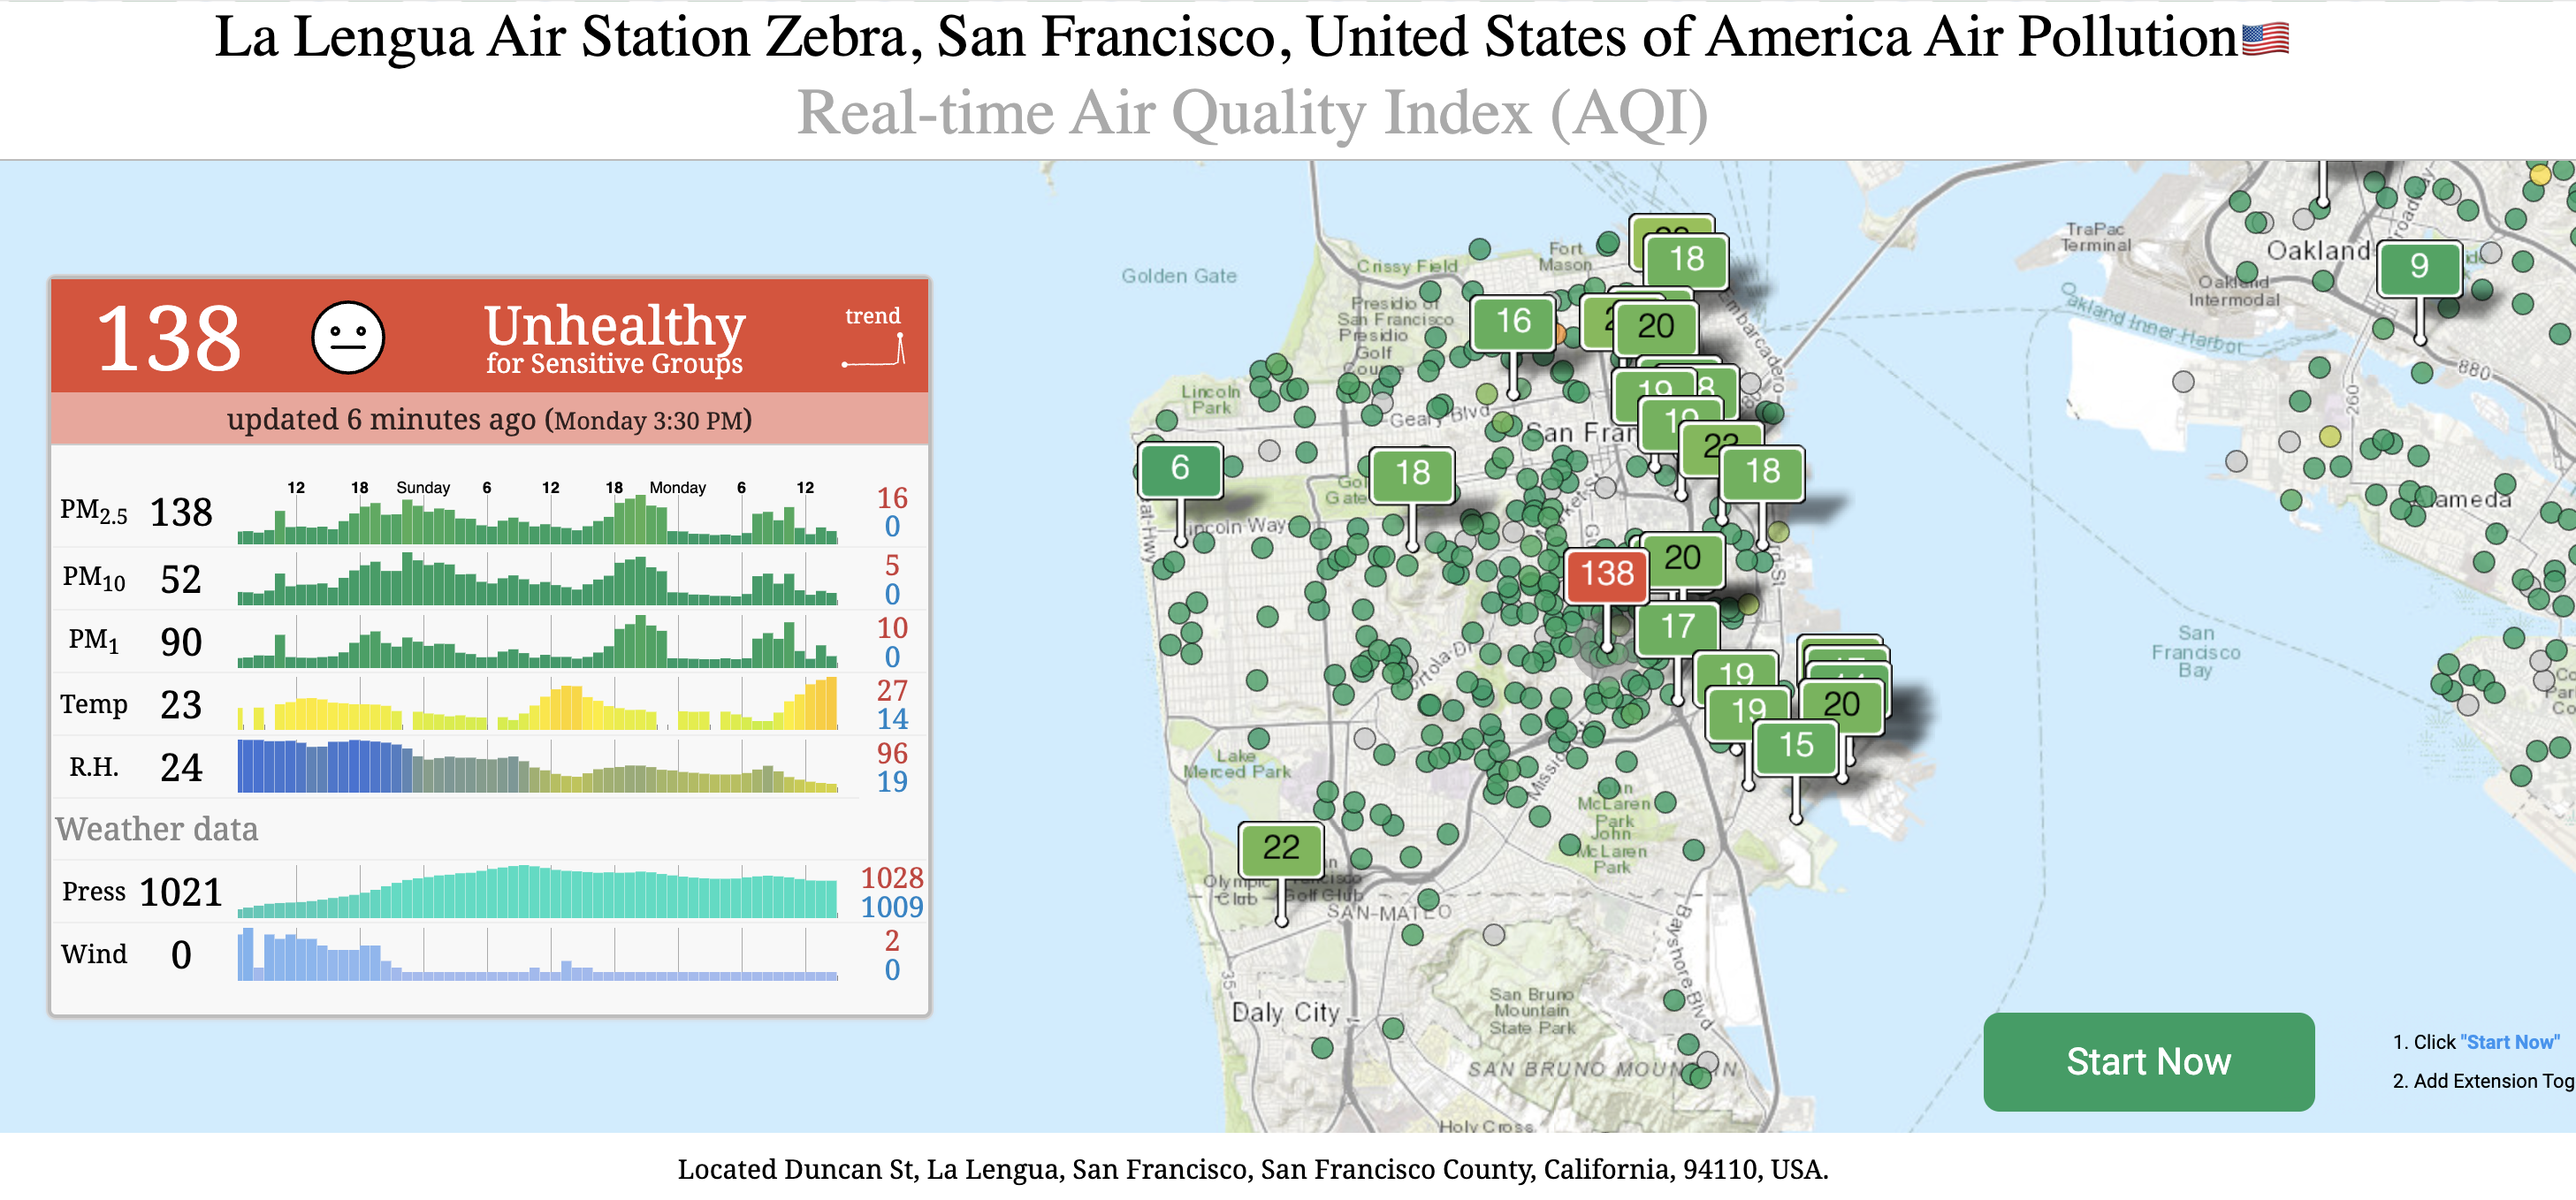 La Lengua Air Station Zebra, San Francisco, United States of America Air Pollution
Real-time Air Quality Index (AQI)
138
Unhealthy
for Sensitive Groups
trend
updated 6 minutes ago (Monday 3:30 PM)
12 18 Sunday 6 12 18 Monday 6 12
PM2.5 138 16 0
PM10 52 5 0
PM1 90 10 0
Temp 23 27 14
R.H. 24 96 19
Weather data
Press 1021 1028 1009
Wind 0 2 0
Golden Gate
Crissy Field
Fort
Mason
18
Presidio of
San Francisco
Presidio
Golf
16
20
Embarcadero
Lincoln
Park
Geary Blvd
19
19
22
18
San Fran
6
18
Lincoln Way
138
20
17
19
19
20
15
Lake
Merced Park
Mission
John
McLaren
Park
John
McLaren
Park
22
Olympic
Club
Golf Club
SAN-MATEO
Bayshore-Blvd
35
Daly City
San Bruno
Mountain
State Park
SAN BRUNO MOUN
Holy Cross
TraPac
Terminal
Oakland
9
Oakland
Intermodal
Oakland Inner Harbor
880
260
lameda
San
Francisco
Bay
Start Now
1. Click "Start Now"
2. Add Extension Tog
Located Duncan St, La Lengua, San Francisco, San Francisco County, California, 94110, USA.